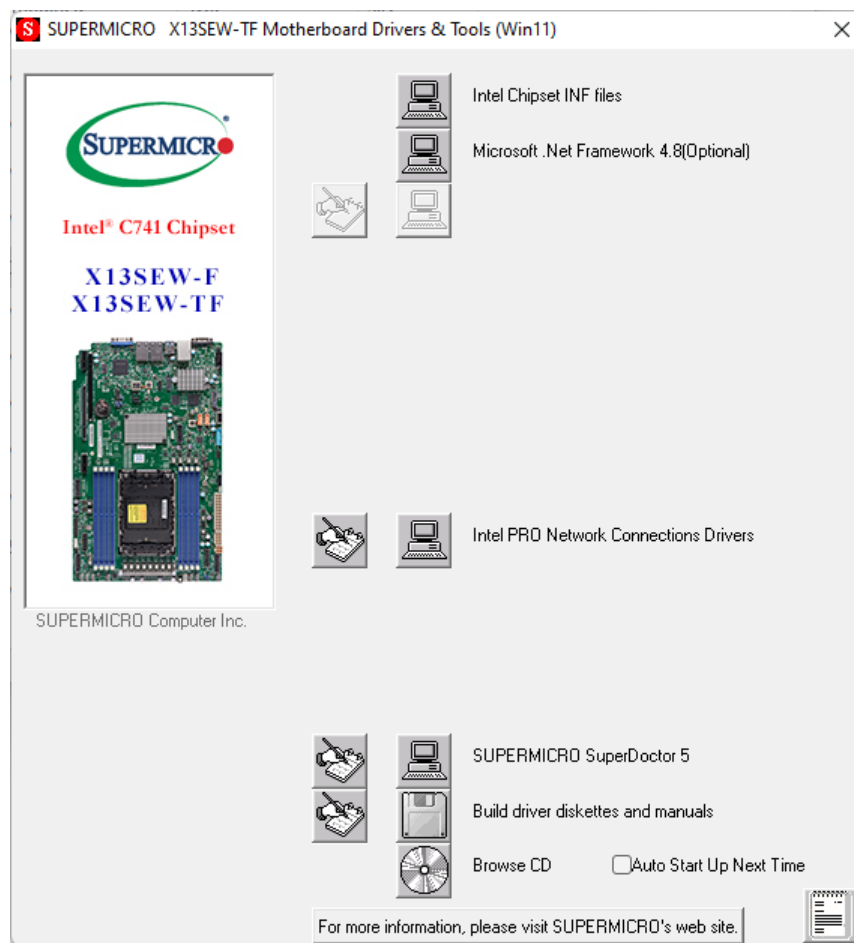 SUPERMICRO X13SEW-TF Motherboard Drivers & Tools (Win11)
SUPERMICR
Intel® C741 Chipset
X13SEW-F
X13SEW-TF
SUPERMICRO Computer Inc.
Intel Chipset INF files
Microsoft .Net Framework 4.8(Optional)
Intel PRO Network Connections Drivers
SUPERMICRO SuperDoctor 5
Build driver diskettes and manuals
Browse CD
Auto Start Up Next Time
For more information, please visit SUPERMICRO's web site.